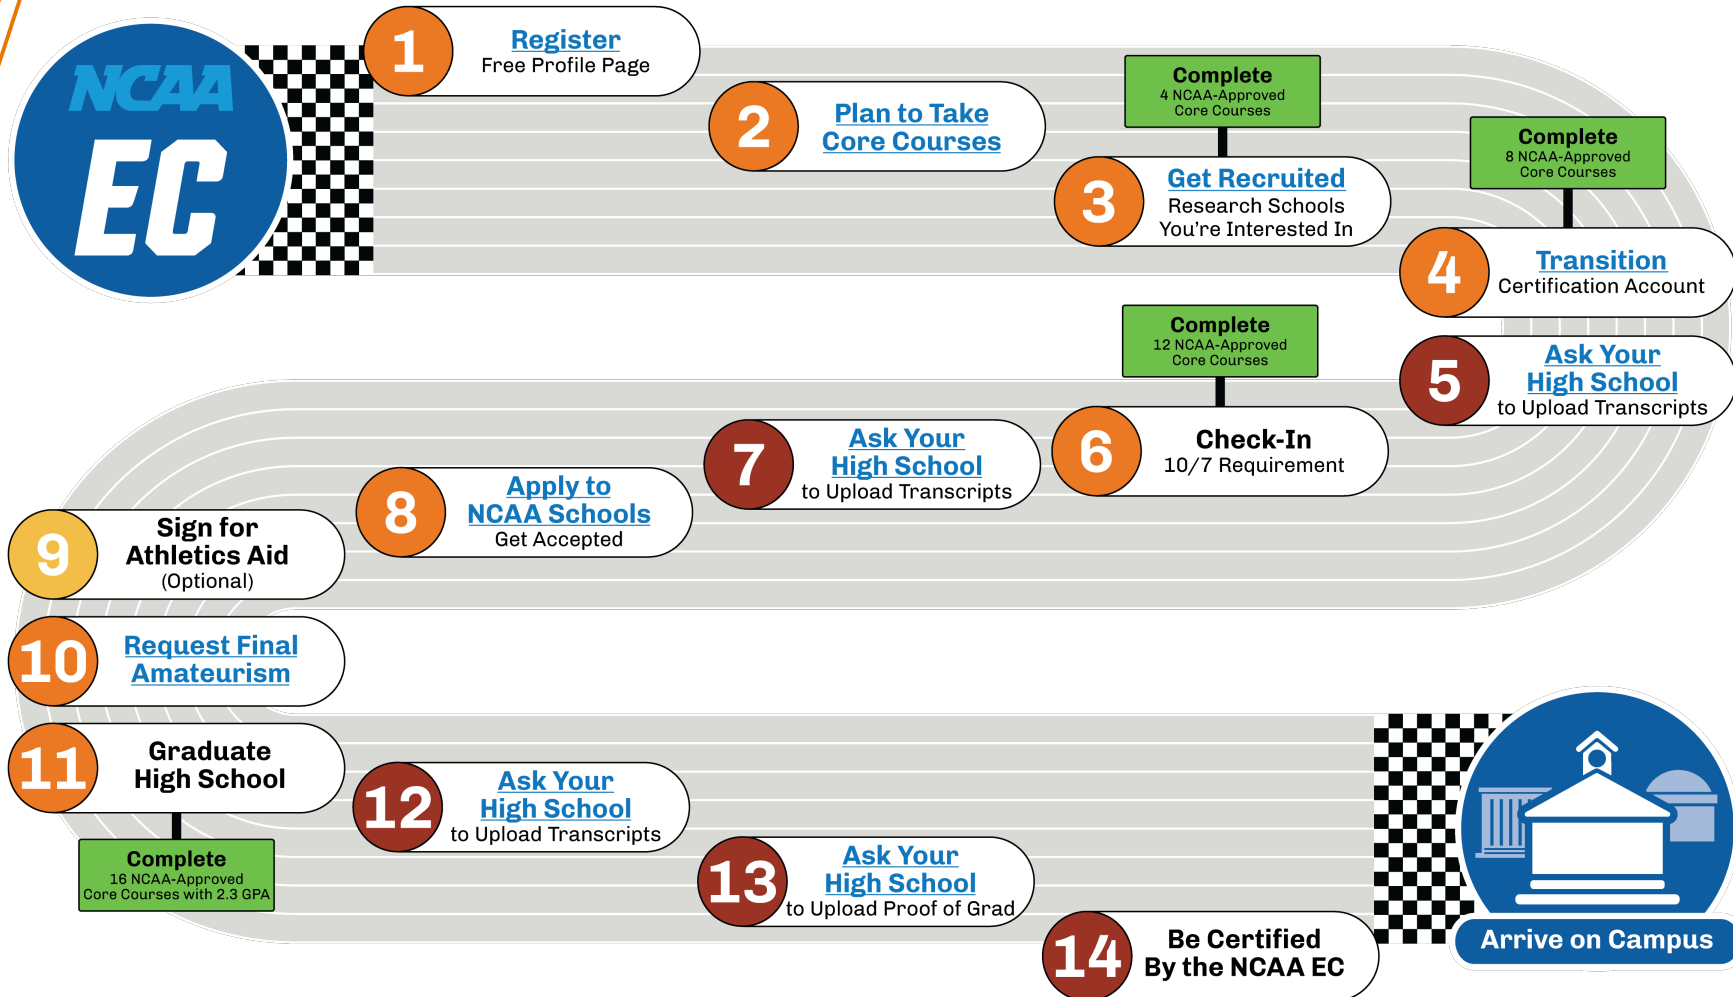 NCAA
EC
1
Register
Free Profile Page
2
Plan to Take
Core Courses
Complete
4 NCAA-Approved
Core Courses
3
Get Recruited
Research Schools
You're Interested In
Complete
8 NCAA-Approved
Core Courses
4
Transition
Certification Account
5
Ask Your
High School
to Upload Transcripts
Complete
12 NCAA-Approved
Core Courses
6
Check-In
10/7 Requirement
7
Ask Your
High School
to Upload Transcripts
8
Apply to
NCAA Schools
Get Accepted
9
Sign for
Athletics Aid
(Optional)
10
Request Final
Amateurism
11
Graduate
High School
Complete
16 NCAA-Approved
Core Courses with 2.3 GPA
12
Ask Your
High School
to Upload Transcripts
13
Ask Your
High School
to Upload Proof of Grad
14
Be Certified
By the NCAA EC
Arrive on Campus